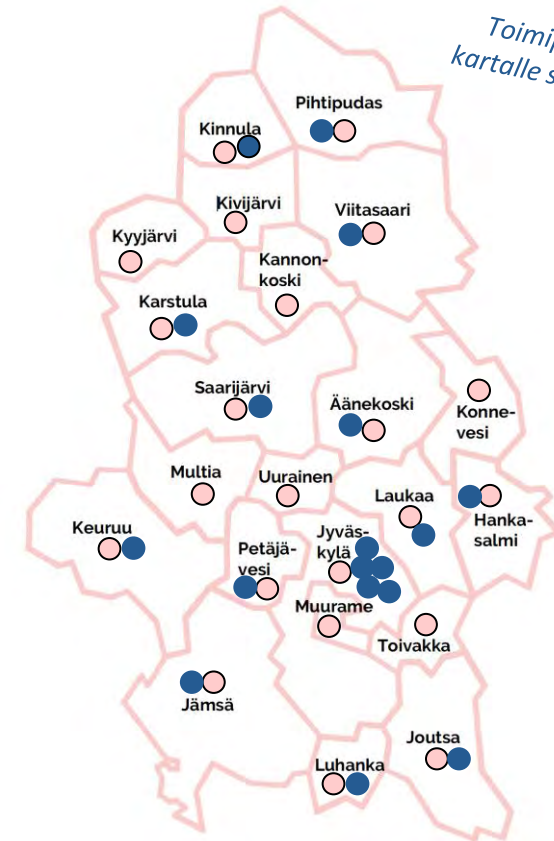 kartalle
Pihtipudas
Kinnula
Kivijärvi
Viitasaari
Kyyjärvi
Kannon-
koski
Karstula
Saarijärvi
Äänekoski
Konne-
vesi
Multia
Uurainen
Laukaa
Hanka-
salmi
Keuruu
Petäjä-
vesi
Jyväs-
kylä
Muurame
Toivakka
Jämsä
Joutsa
Luhanka